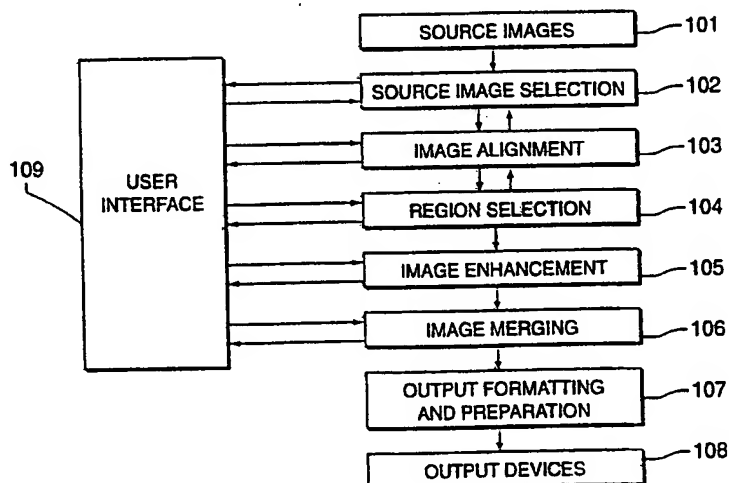 SOURCE IMAGES 101
SOURCE IMAGE SELECTION 102
IMAGE ALIGNMENT 103
109
USER
INTERFACE
REGION SELECTION 104
IMAGE ENHANCEMENT 105
IMAGE MERGING 106
OUTPUT FORMATTING
AND PREPARATION
107
OUTPUT DEVICES 108